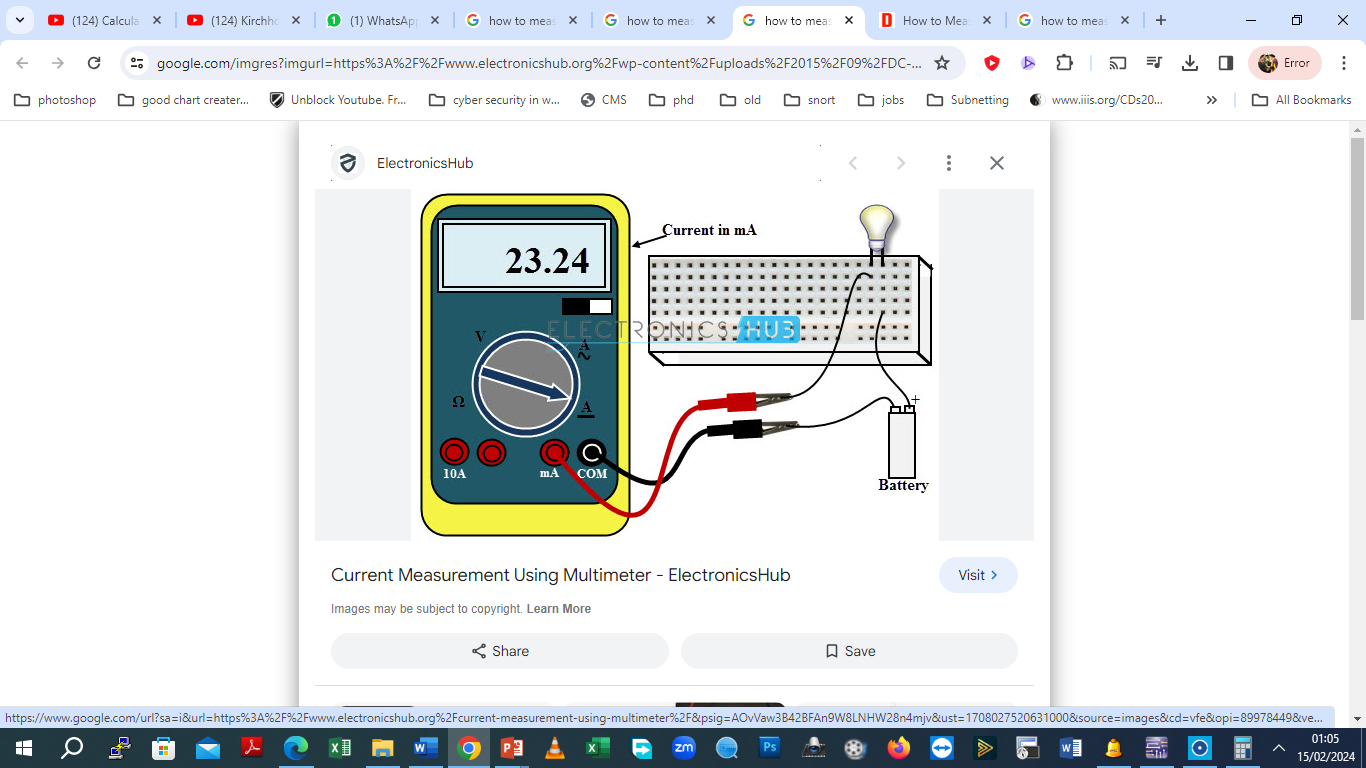 (124) Calcula
(124) Kirchho
(1) WhatsApp
how to meas
how to meas
how to meas
How to Mea
how to meas
google.com/imgres?imgurl=https%3A%2F%2Fwww.electronicshub.org%2Fwp-content%2Fuploads%2F2015%2F09%2FDC-...
Error
photoshop
good chart creater...
Unblock Youtube. Fr...
cyber security in w...
CMS
phd
old
snort
jobs
Subnetting
www.iiis.org/CDs20...
All Bookmarks
ElectronicsHub
Current in mA
23.24
ELECTRONICS HUB
V
A
Ω
A
10A
mA
COM
+
Battery
Current Measurement Using Multimeter - ElectronicsHub
Visit
Images may be subject to copyright. Learn More
Share
Save
https://www.google.com/url?sa=i&url=https%3A%2F%2Fwww.electronicshub.org%2Fcurrent-measurement-using-multimeter%2F&psig=AOvVaw3B42BFAn9W8LNHW28n4mjv&ust=1708027520631000&source=images&cd=vfe&opi=89978449&ve...
zm
Ps
01:05
15/02/2024